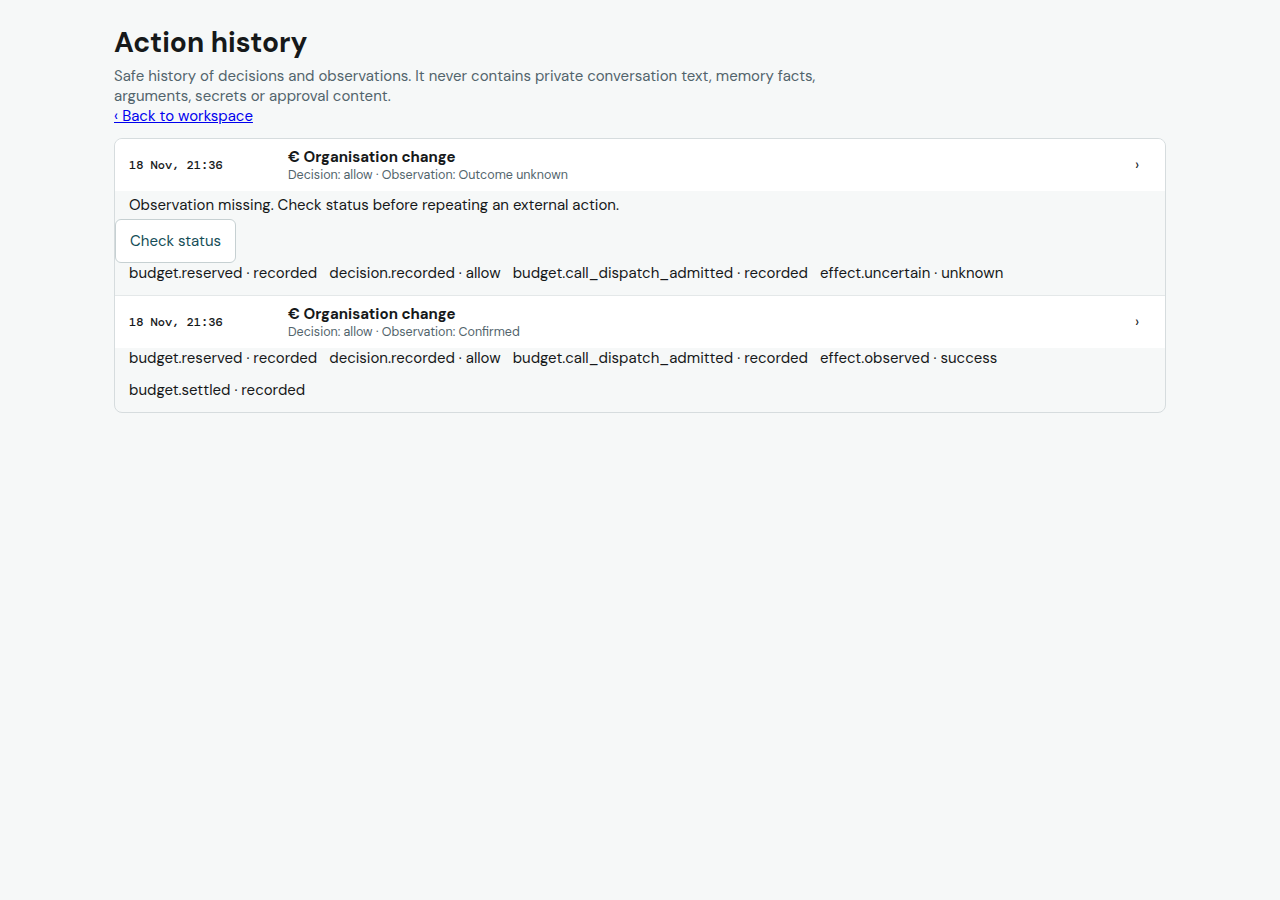 Action history
Safe history of decisions and observations. It never contains private conversation text, memory facts,
arguments, secrets or approval content.
‹ Back to workspace
18 Nov, 21:36
€ Organisation change
Decision: allow · Observation: Outcome unknown
›
Observation missing. Check status before repeating an external action.
Check status
budget.reserved · recorded decision.recorded · allow budget.call_dispatch_admitted · recorded effect.uncertain · unknown
18 Nov, 21:36
€ Organisation change
Decision: allow · Observation: Confirmed
›
budget.reserved · recorded decision.recorded · allow budget.call_dispatch_admitted · recorded effect.observed · success
budget.settled · recorded